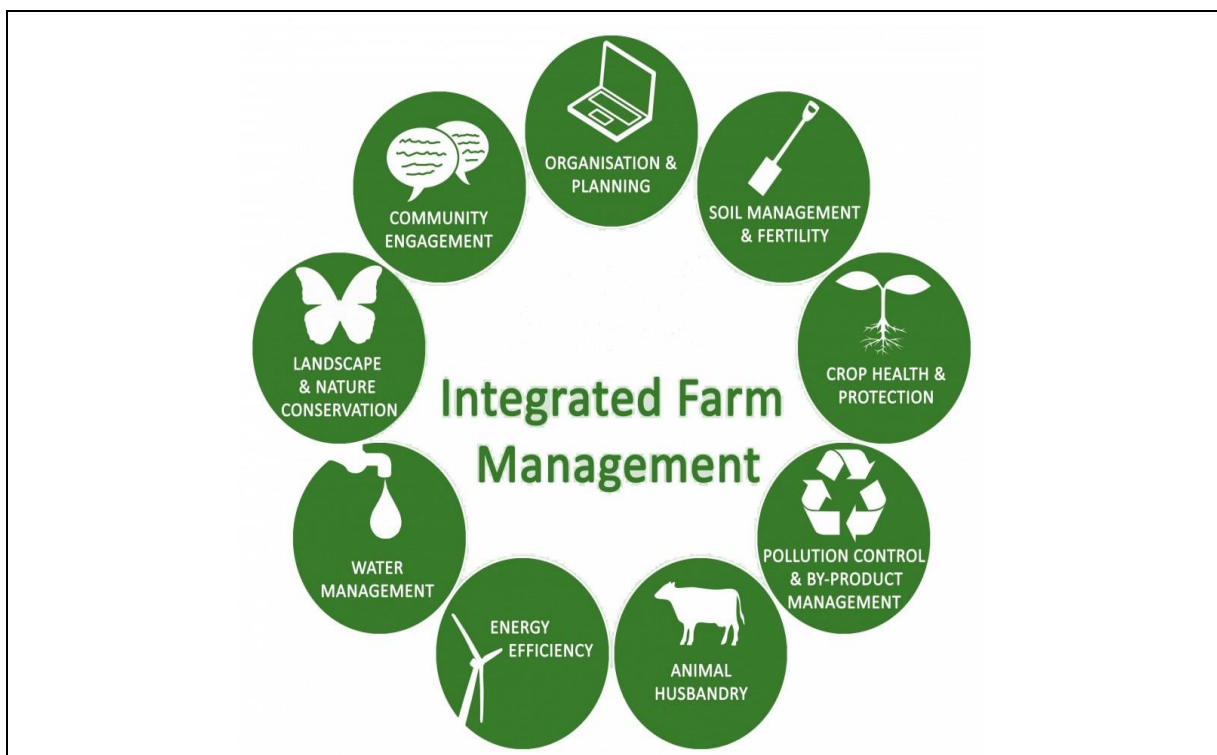 ORGANISATION &
PLANNING
SOIL MANAGEMENT
& FERTILITY
CROP HEALTH &
PROTECTION
POLLUTION CONTROL
& BY-PRODUCT
MANAGEMENT
ANIMAL
HUSBANDRY
ENERGY
EFFICIENCY
WATER
MANAGEMENT
LANDSCAPE
& NATURE
CONSERVATION
COMMUNITY
ENGAGEMENT
Integrated Farm
Management